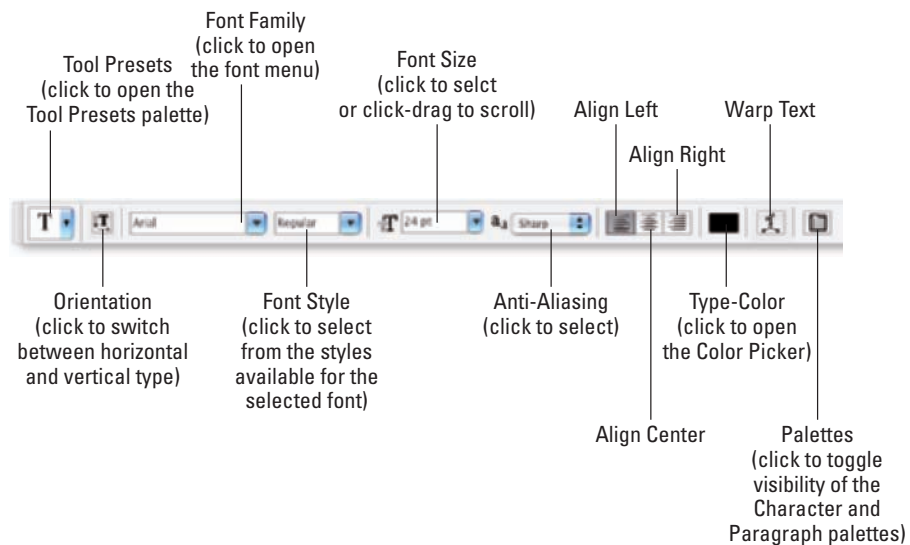 Font Family
(click to open
the font menu)
Tool Presets
(click to open the
Tool Presets palette)
Font Size
(click to selct
or click-drag to scroll)
Align Left
Warp Text
Align Right
T
T
Arial
Regular
T
24 pt
aa
Sharp
T
Orientation
(click to switch
between horizontal
and vertical type)
Font Style
(click to select
from the styles
available for the
selected font)
Anti-Aliasing
(click to select)
Type-Color
(click to open
the Color Picker)
Align Center
Palettes
(click to toggle
visibility of the
Character and
Paragraph palettes)